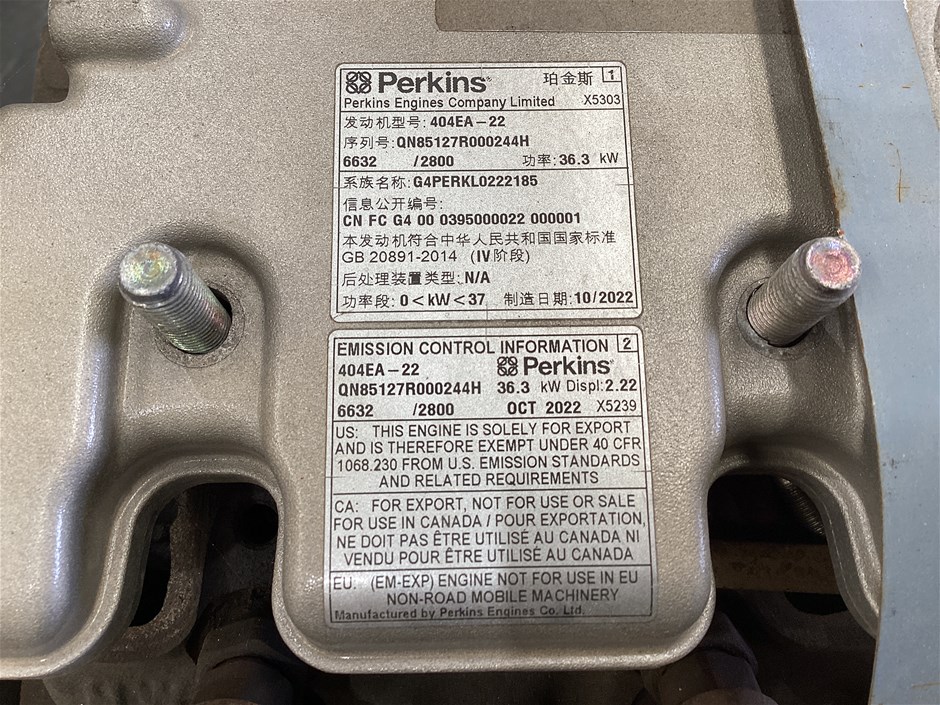 Perkins® 珀金斯 1
Perkins Engines Company Limited X5303
发动机型号: 404EA-22
序列号: QN85127R000244H
6632 /2800 功率: 36.3 kW
系族名称: G4PERKL0222185
信息公开编号:
CN FC G4 00 0395000022 000001
本发动机符合中华人民共和国国家标准
GB 20891-2014 (IV阶段)
后处理装置类型: N/A
功率段: 0<kW<37 制造日期: 10/2022
EMISSION CONTROL INFORMATION 2
404EA-22 Perkins®
QN85127R000244H 36.3 kW Displ: 2.22
6632 /2800 OCT 2022 X5239
US: THIS ENGINE IS SOLELY FOR EXPORT
AND IS THEREFORE EXEMPT UNDER 40 CFR
1068.230 FROM U.S. EMISSION STANDARDS
AND RELATED REQUIREMENTS
CA: FOR EXPORT, NOT FOR USE OR SALE
FOR USE IN CANADA / POUR EXPORTATION,
NE DOIT PAS ÊTRE UTILISÉ AU CANADA NI
VENDU POUR ÊTRE UTILISÉ AU CANADA
EU: (EM-EXP) ENGINE NOT FOR USE IN EU
NON-ROAD MOBILE MACHINERY
Manufactured by Perkins Engines Co. Ltd.